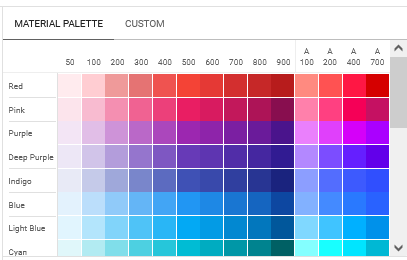 MATERIAL PALETTE CUSTOM
50 100 200 300 400 500 600 700 800 900 A 100 A 200 A 400 A 700
Red
Pink
Purple
Deep Purple
Indigo
Blue
Light Blue
Cyan